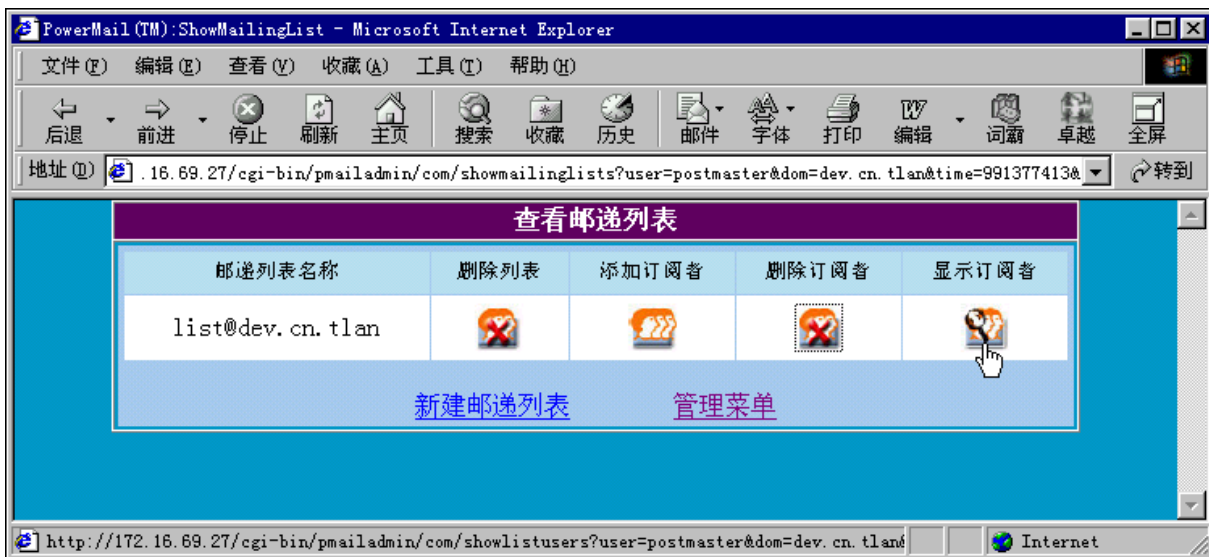 PowerMail(TM):ShowMailingList - Microsoft Internet Explorer
文件(F) 编辑(E) 查看(V) 收藏(A) 工具(T) 帮助(H)
后退 前进 停止 刷新 主页 搜索 收藏 历史 邮件 字体 打印 编辑 词霸 卓越 全屏
地址(D) .16.69.27/cgi-bin/pmailadmin/com/showmailinglists?user=postmaster&dom=dev.cn.tlan&time=991377413& 转到
查看邮递列表
邮递列表名称 删除列表 添加订阅者 删除订阅者 显示订阅者
list@dev.cn.tlan
新建邮递列表 管理菜单
http://172.16.69.27/cgi-bin/pmailadmin/com/showlistusers?user=postmaster&dom=dev.cn.tlan& Internet